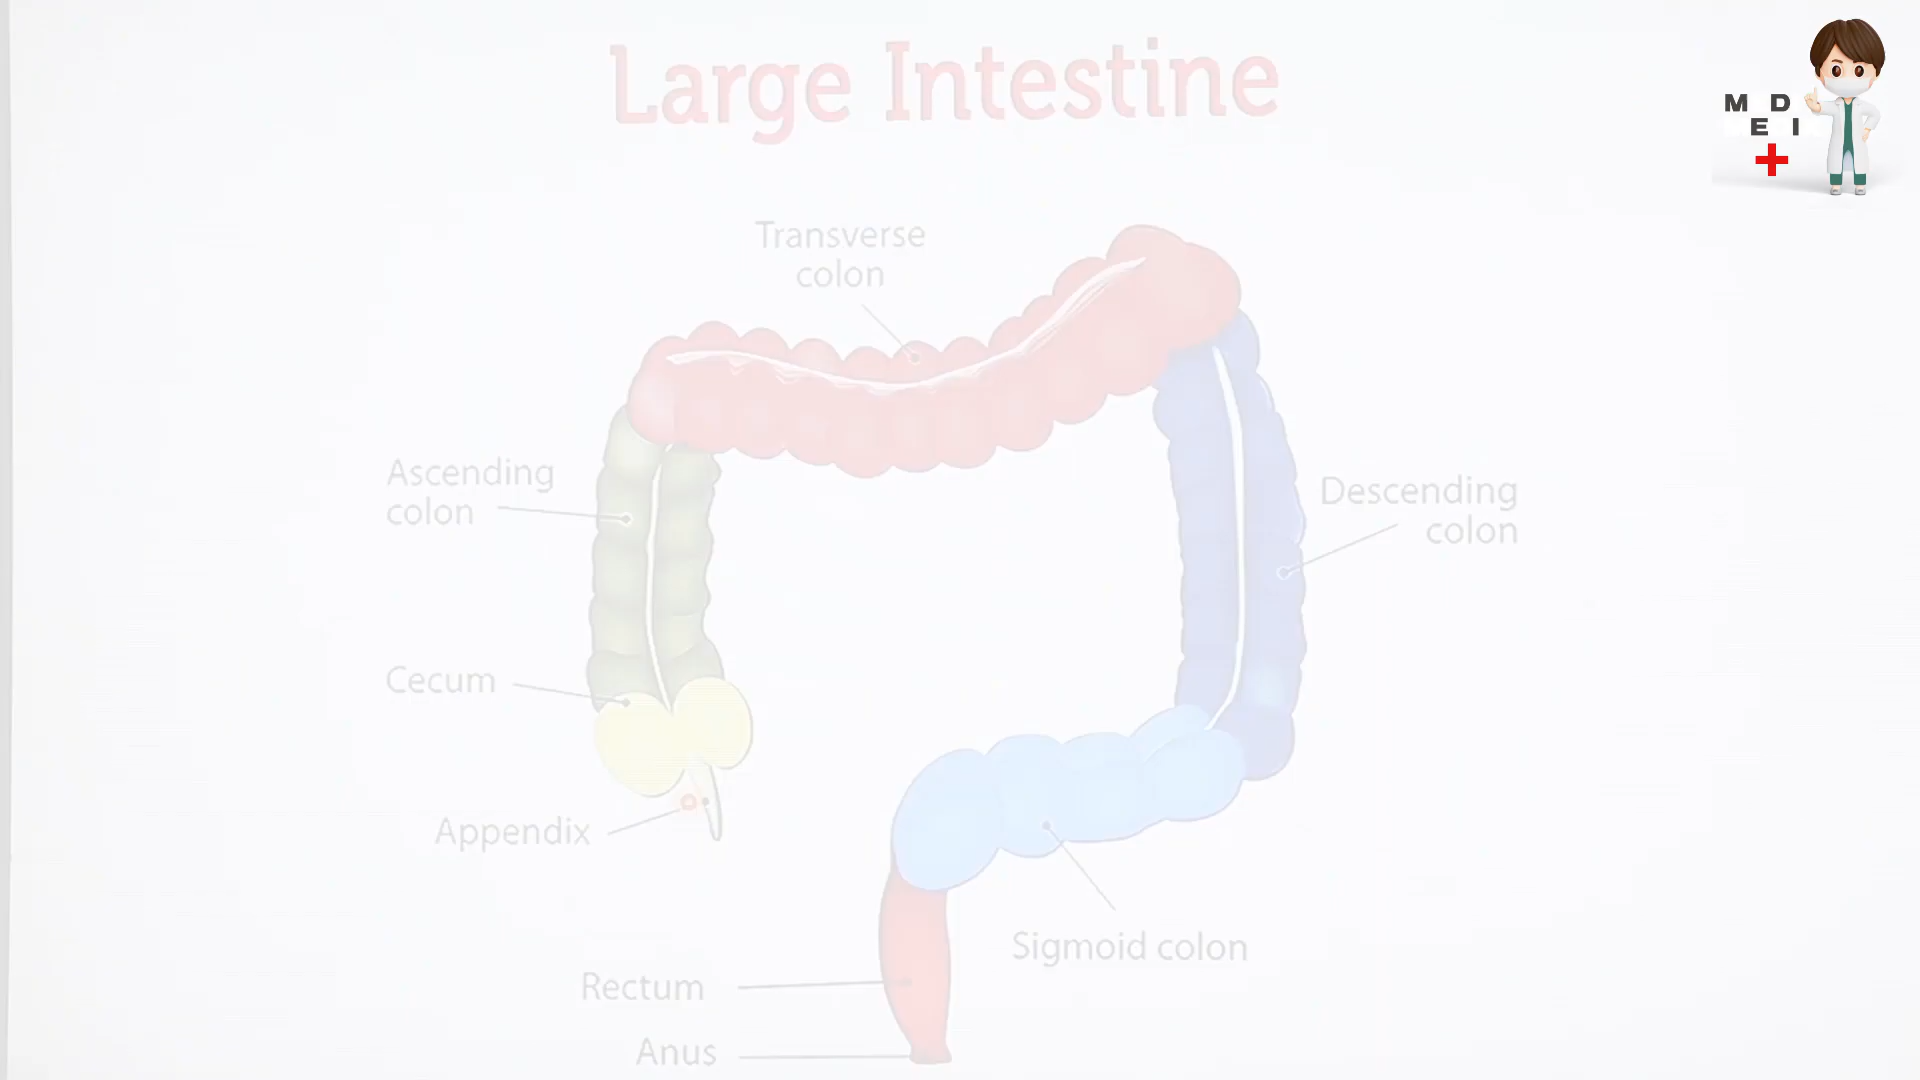 Large Intestine
M D
E I
Transverse
colon
Ascending
colon
Descending
colon
Cecum
Appendix
Sigmoid colon
Rectum
Anus